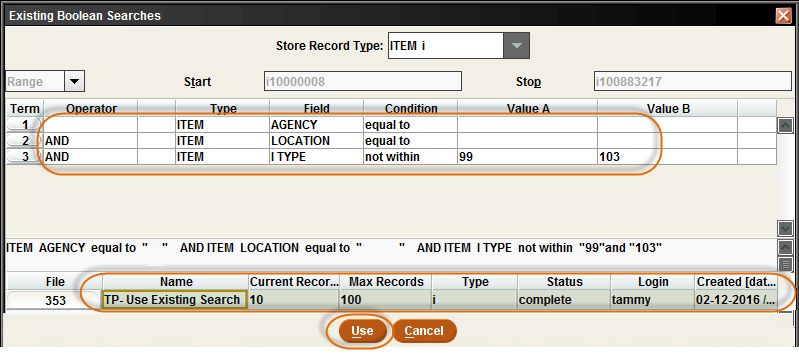 Existing Boolean Searches
Store Record Type: ITEM i
Range Start i10000008 Stop i100883217
Term Operator Type Field Condition Value A Value B
1 ITEM AGENCY equal to
2 AND ITEM LOCATION equal to
3 AND ITEM I TYPE not within 99 103
ITEM AGENCY equal to " " AND ITEM LOCATION equal to " " AND ITEM I TYPE not within "99"and "103"
File Name Current Recor... Max Records Type Status Login Created [dat...
353 TP- Use Existing Search 10 100 i complete tammy 02-12-2016 /...
Use Cancel